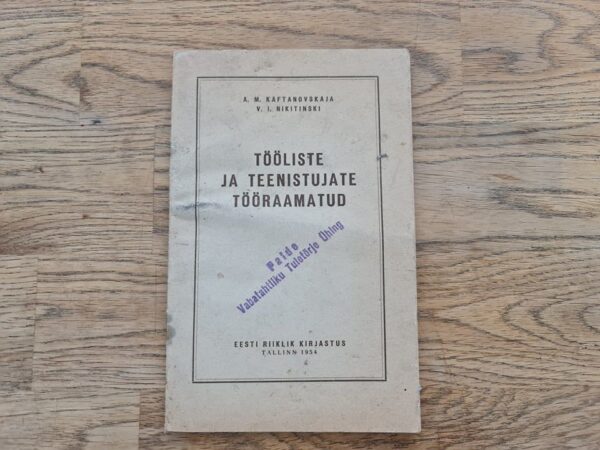 A. M. KAFTANOVSKAJA
V. I. NIKITINSKI
TÖÖLISTE
JA TEENISTUJATE
TÖÖRAAMATUD
Paide
Vabatahtliku Tuletõrje Ühing
EESTI RIIKLIK KIRJASTUS
TALLINN 1954